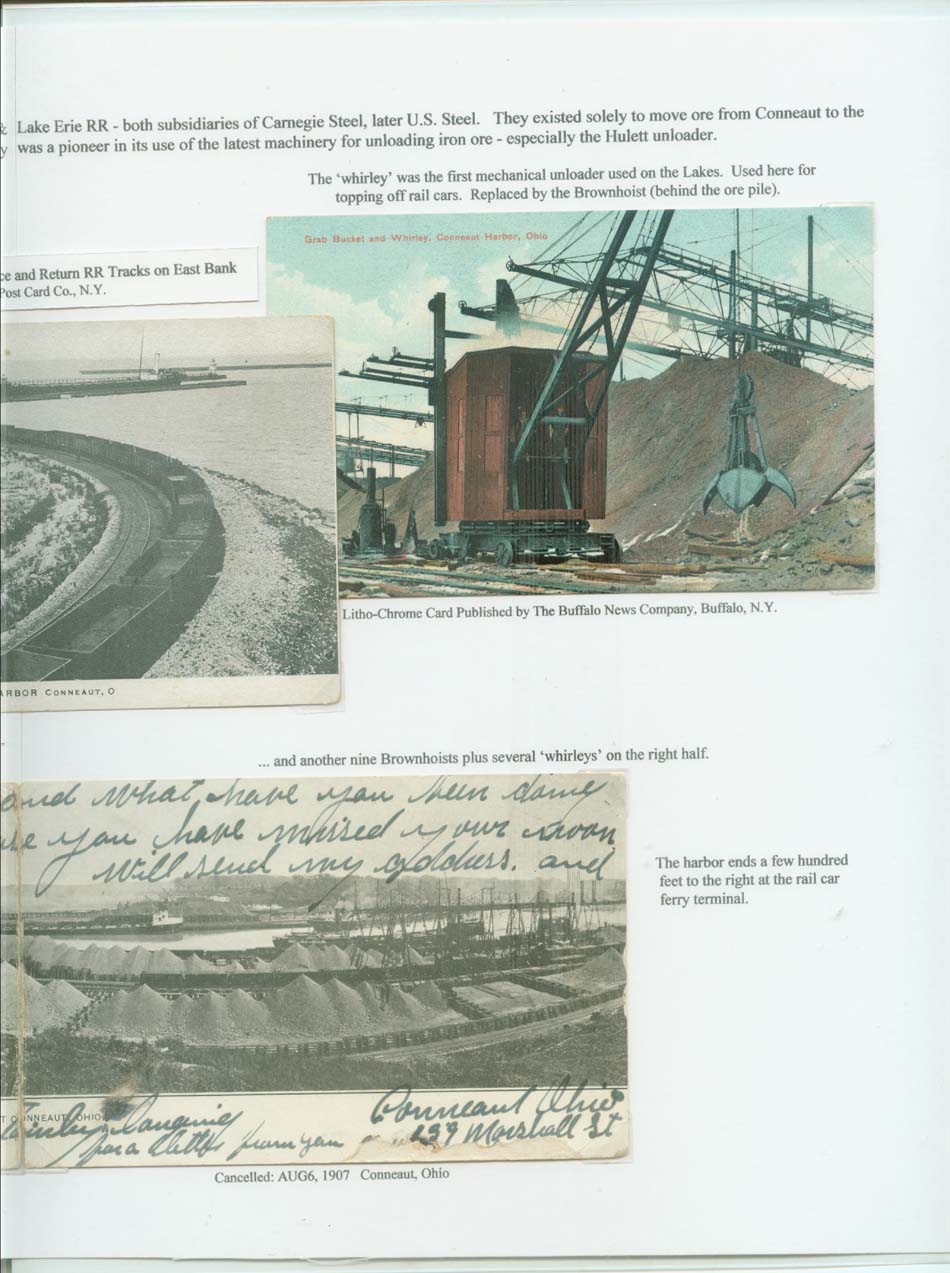 & Lake Erie RR - both subsidiaries of Carnegie Steel, later U.S. Steel. They existed solely to move ore from Conneaut to the
y was a pioneer in its use of the latest machinery for unloading iron ore - especially the Hulett unloader.
The 'whirley' was the first mechanical unloader used on the Lakes. Used here for
topping off rail cars. Replaced by the Brownhoist (behind the ore pile).
Grab Bucket and Whirley, Conneaut Harbor, Ohio
ce and Return RR Tracks on East Bank
Post Card Co., N.Y.
ARBOR CONNEAUT, O
Litho-Chrome Card Published by The Buffalo News Company, Buffalo, N.Y.
... and another nine Brownhoists plus several 'whirleys' on the right half.
and what have you been doing
you have missed your
will send my address. and
The harbor ends a few hundred
feet to the right at the rail car
ferry terminal.
T CONNEAUT, OHIO
longing
for a letter from you
Conneaut Ohio
139 Marshall St
Cancelled: AUG6, 1907 Conneaut, Ohio